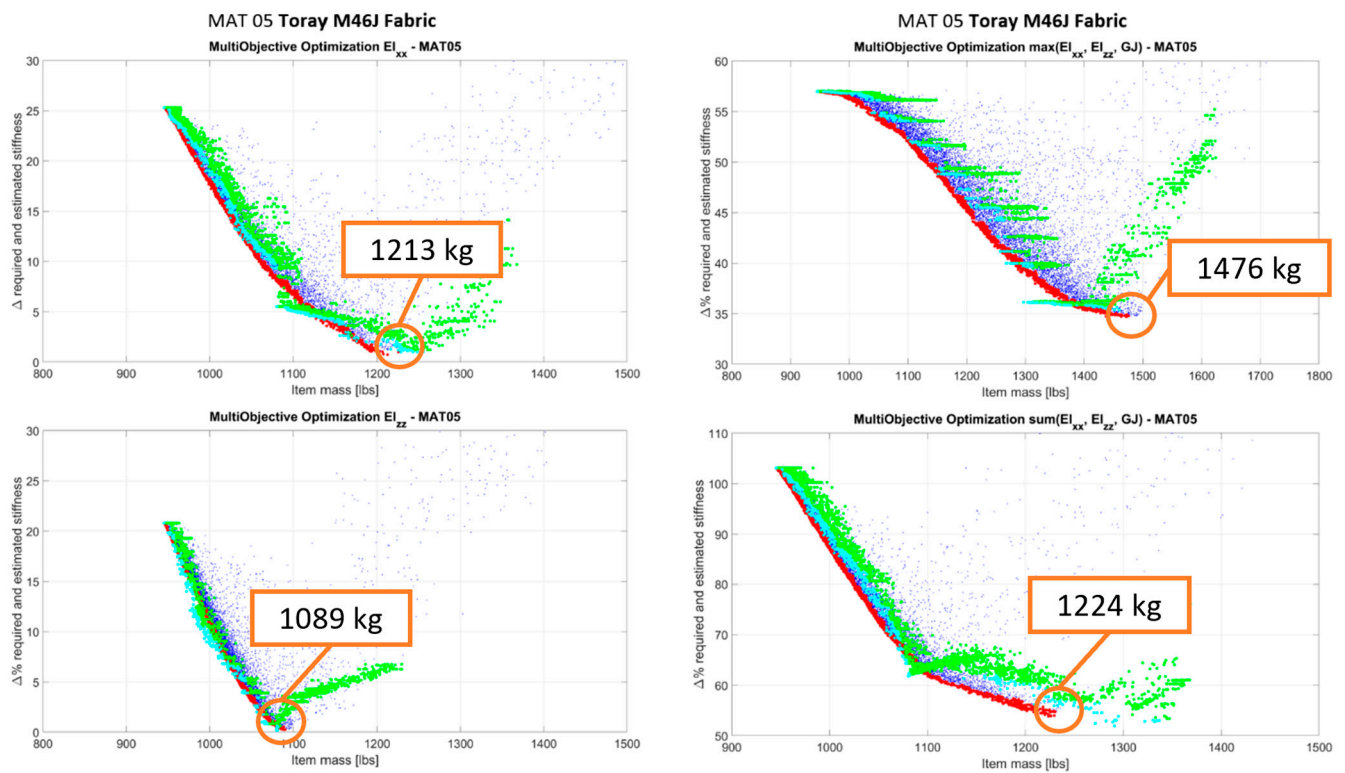 MAT 05 Toray M46J Fabric
MultiObjective Optimization EIxx - MAT05
30
25
20
15
10
5
0
Δ required and estimated stiffness
1213 kg
800 900 1000 1100 1200 1300 1400 1500
Item mass [lbs]
MAT 05 Toray M46J Fabric
MultiObjective Optimization max(EIxx, EIzz, GJ) - MAT05
60
55
50
45
40
35
30
Δ% required and estimated stiffness
1476 kg
800 900 1000 1100 1200 1300 1400 1500 1600 1700 1800
Item mass [lbs]
MultiObjective Optimization EIzz - MAT05
30
25
20
15
10
5
0
Δ% required and estimated stiffness
1089 kg
800 900 1000 1100 1200 1300 1400 1500
Item mass [lbs]
MultiObjective Optimization sum(EIxx, EIzz, GJ) - MAT05
110
100
90
80
70
60
50
Δ% required and estimated stiffness
1224 kg
900 1000 1100 1200 1300 1400 1500
Item mass [lbs]